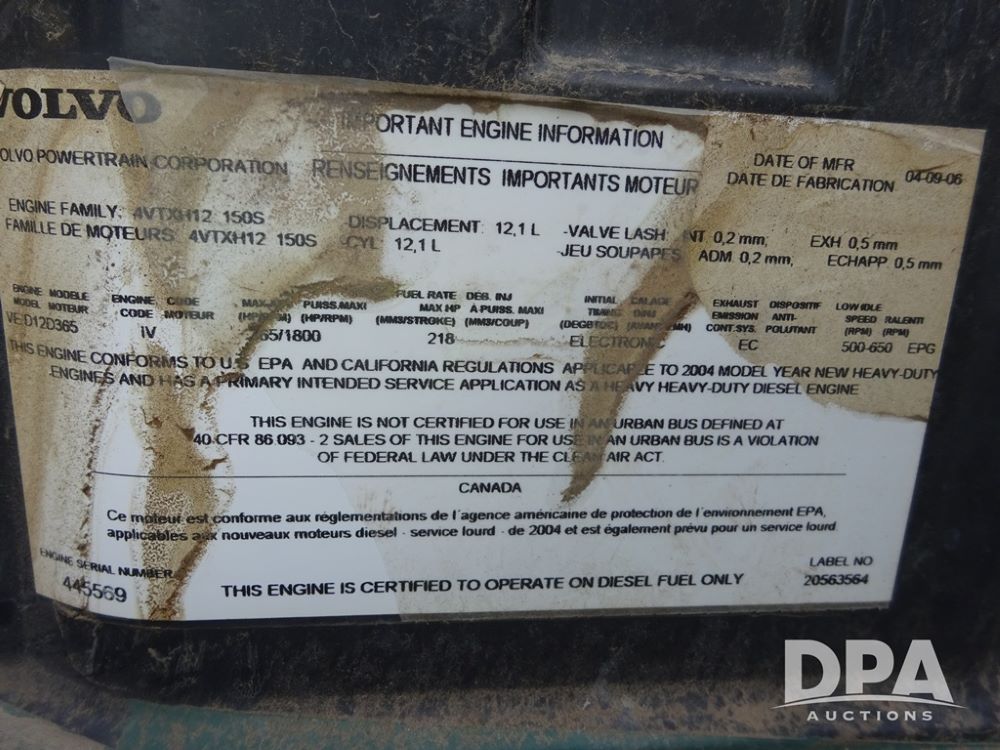 VOLVO
VOLVO POWERTRAIN CORPORATION
IMPORTANT ENGINE INFORMATION
RENSEIGNEMENTS IMPORTANTS MOTEUR
DATE OF MFR
DATE DE FABRICATION 04-09-06
ENGINE FAMILY: 4VTXH12 150S
FAMILLE DE MOTEURS 4VTXH12 150S
-DISPLACEMENT: 12,1 L
-CYL 12,1 L
-VALVE LASH: INT. 0,2 mm, EXH 0,5 mm
-JEU SOUPAPES ADM. 0,2 mm, ECHAPP. 0,5 mm
ENGINE MODELE ENGINE CODE MAX. PUISS.MAXI FUEL RATE DEB. INJ INITIAL CALAGE EXHAUST DISPOSITIF LOW IDLE
MODEL MOTEUR CODE MOTEUR (HP/RPM) (HP/RPM) MAX HP A PUISS. MAXI TIMING INJ EMISSION ANTI- SPEED RALENTI
(MM3/STROKE) (MM3/COUP) CONT.SYS. POLLUTANT (RPM) (RPM)
VE D12D365 IV 65/1800 218 ELECTRONIC EC 500-650 EPG
THIS ENGINE CONFORMS TO U.S EPA AND CALIFORNIA REGULATIONS APPLICABLE TO 2004 MODEL YEAR NEW HEAVY-DUTY
ENGINES AND HAS A PRIMARY INTENDED SERVICE APPLICATION AS A HEAVY HEAVY-DUTY DIESEL ENGINE
THIS ENGINE IS NOT CERTIFIED FOR USE IN AN URBAN BUS DEFINED AT
40 CFR 86 093 - 2 SALES OF THIS ENGINE FOR USE IN AN URBAN BUS IS A VIOLATION
OF FEDERAL LAW UNDER THE CLEAN AIR ACT.
CANADA
Ce moteur est conforme aux réglementations de l'agence américaine de protection de l'environnement EPA,
applicables aux nouveaux moteurs diesel - service lourd - de 2004 et est également prévu pour un service lourd
ENGINE SERIAL NUMBER
445569
THIS ENGINE IS CERTIFIED TO OPERATE ON DIESEL FUEL ONLY
LABEL NO
20563564
DPA
AUCTIONS